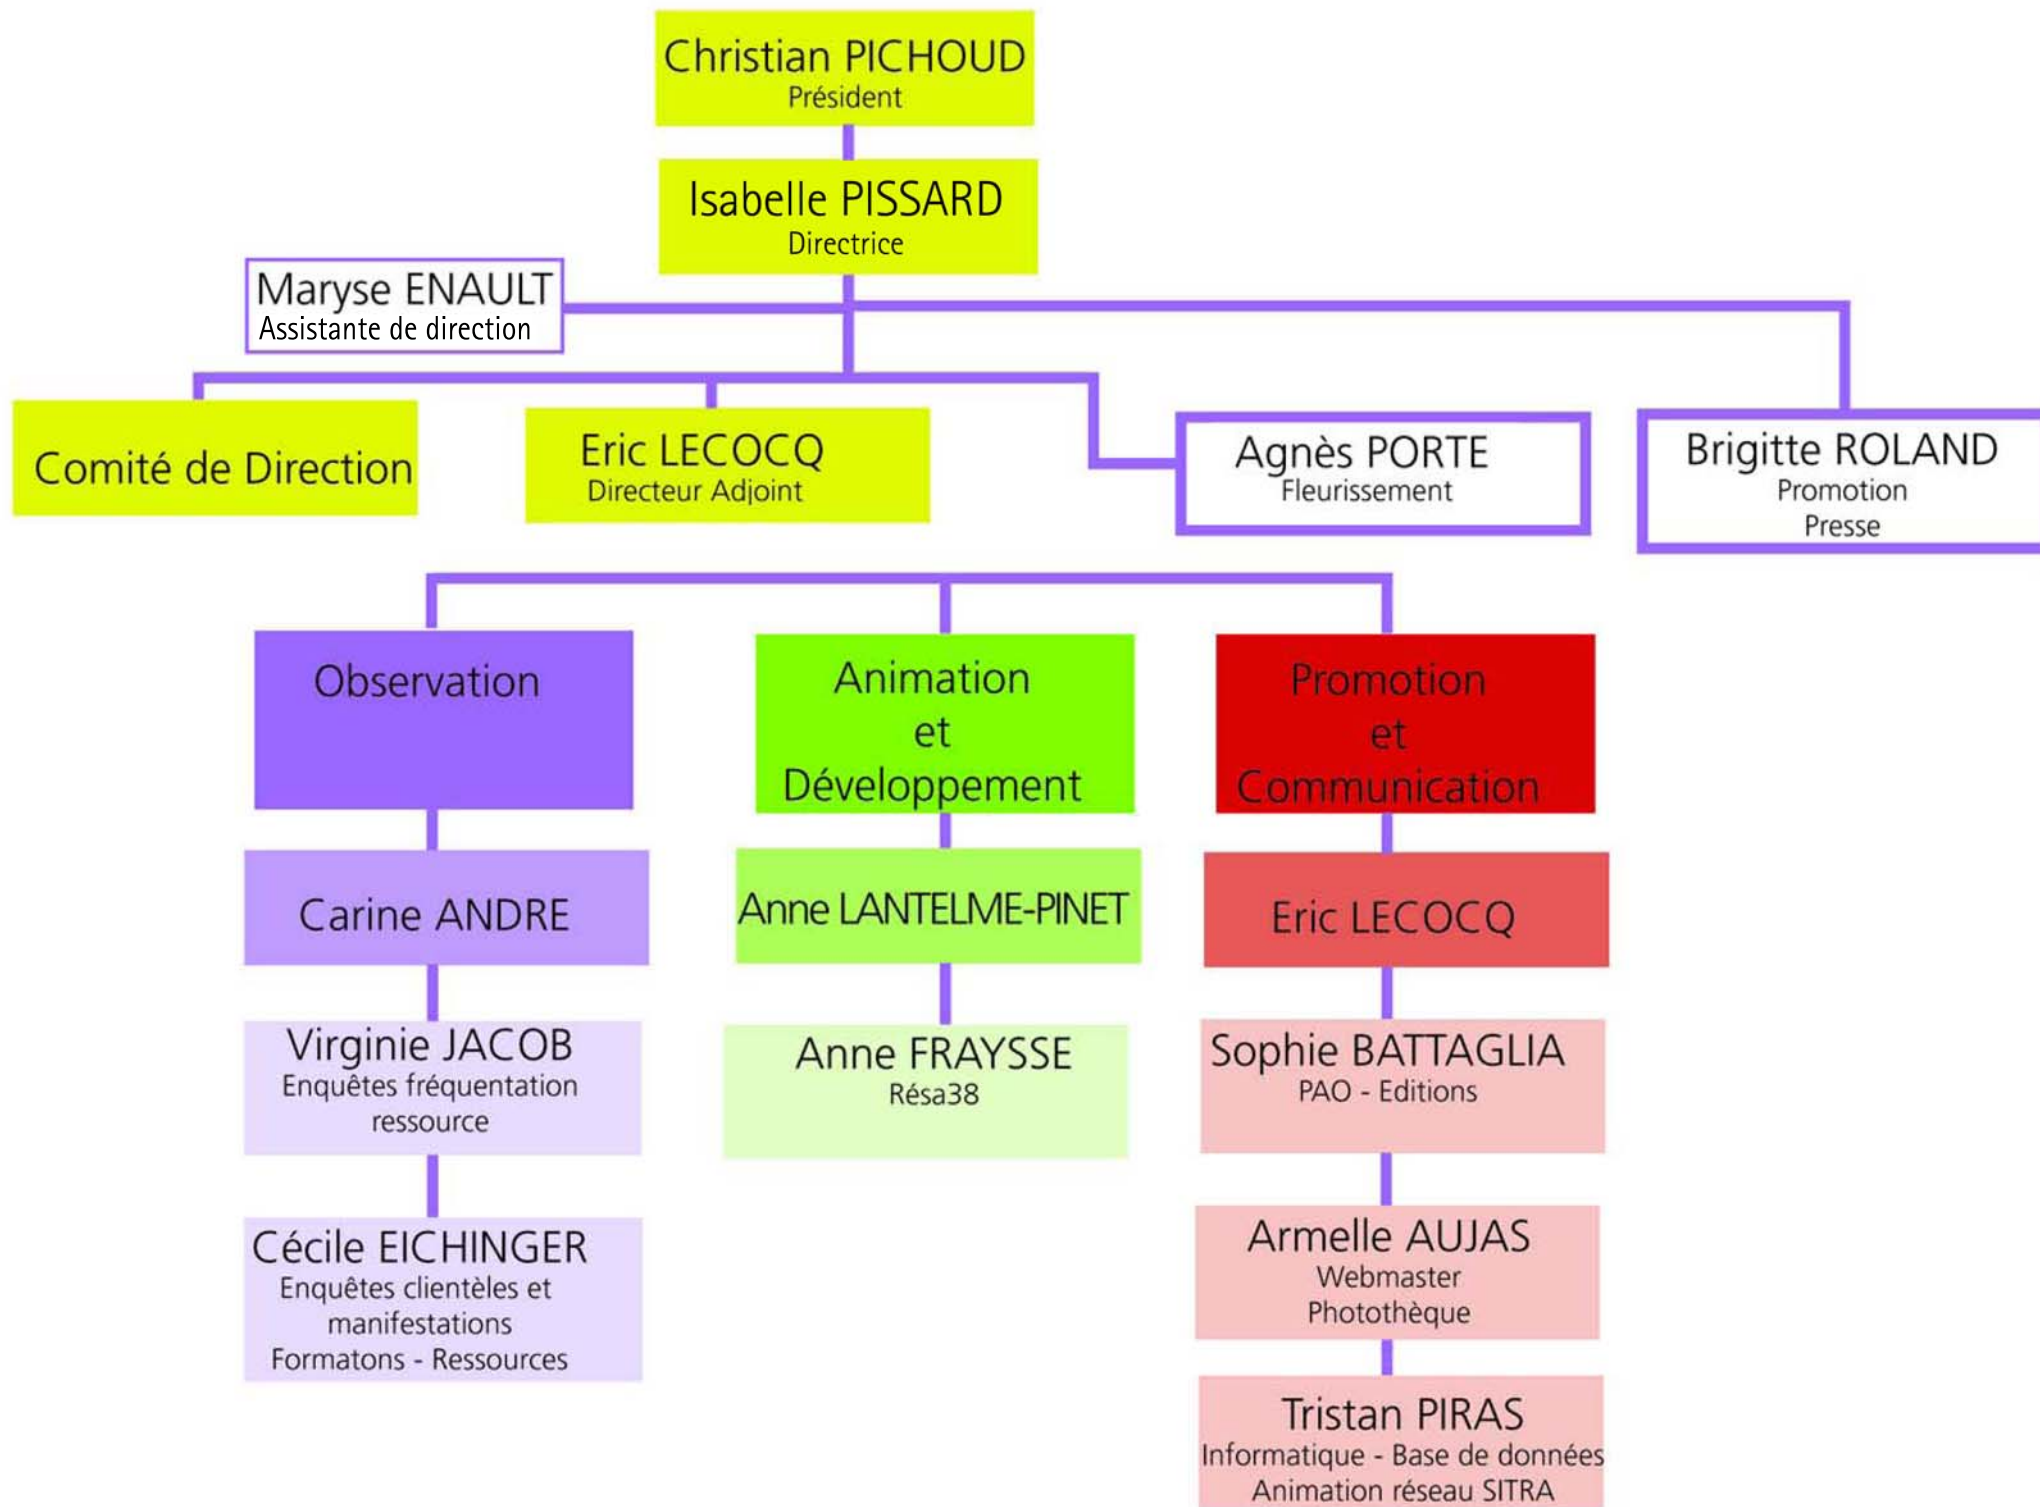 Christian PICHOUD
Président
Isabelle PISSARD
Directrice
Maryse ENAULT
Assistante de direction
Comité de Direction
Eric LECOCQ
Directeur Adjoint
Agnès PORTE
Fleurissement
Brigitte ROLAND
Promotion
Presse
Observation
Animation
et
Développement
Promotion
et
Communication
Carine ANDRE
Anne LANTELME-PINET
Eric LECOCQ
Virginie JACOB
Enquêtes fréquentation
ressource
Anne FRAYSSE
Résa38
Sophie BATTAGLIA
PAO - Editions
Cécile EICHINGER
Enquêtes clientèles et
manifestations
Formatons - Ressources
Armelle AUJAS
Webmaster
Photothèque
Tristan PIRAS
Informatique - Base de données
Animation réseau SITRA